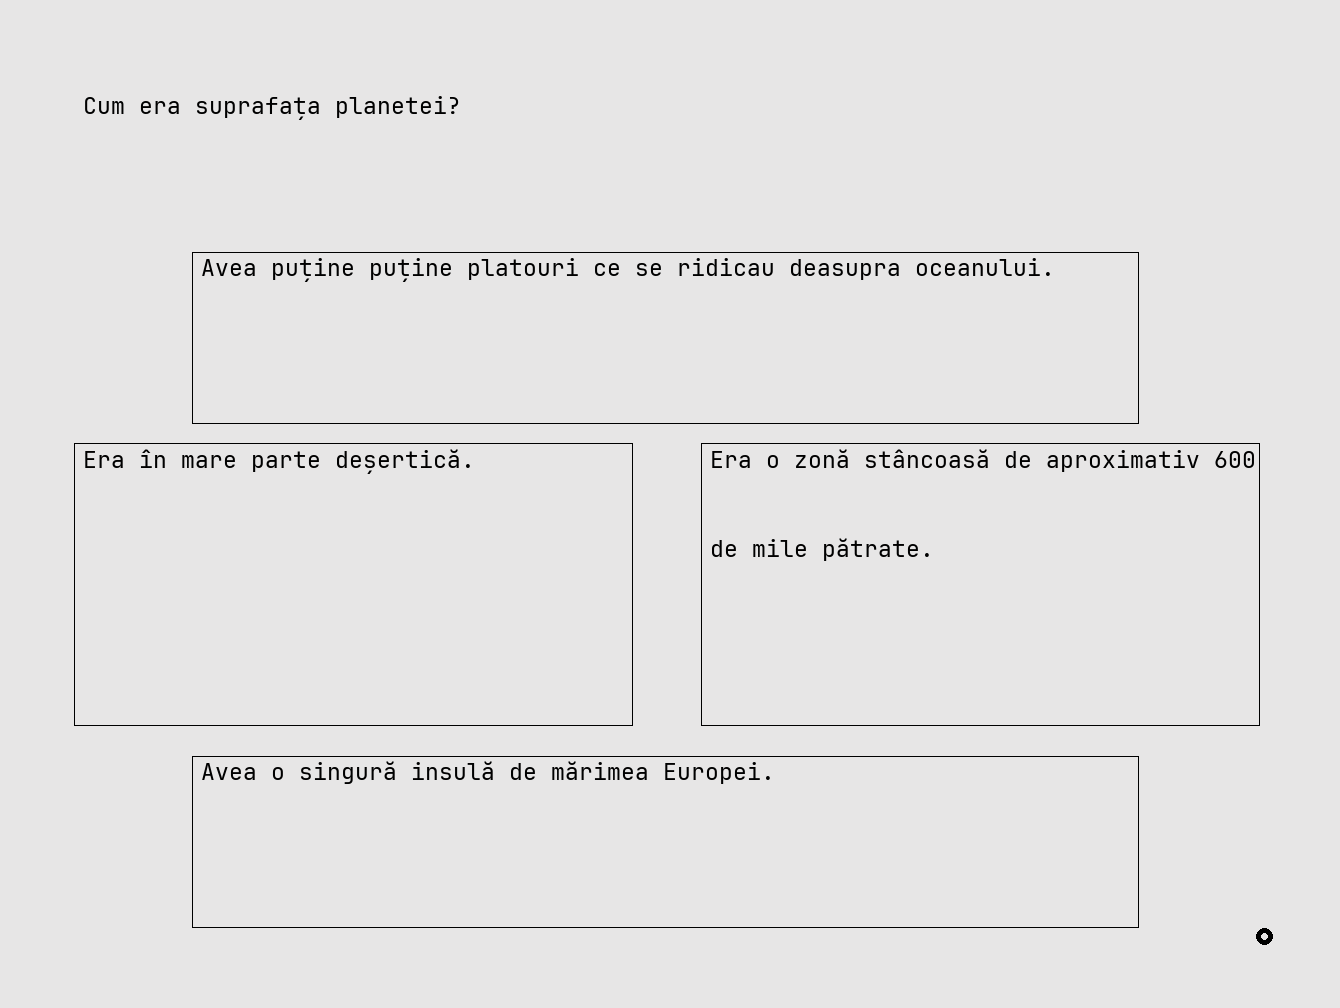 Cum era suprafața planetei?
Avea puține puține platouri ce se ridicau deasupra oceanului.
Era în mare parte deșertică.
Era o zonă stâncoasă de aproximativ 600
de mile pătrate.
Avea o singură insulă de mărimea Europei.